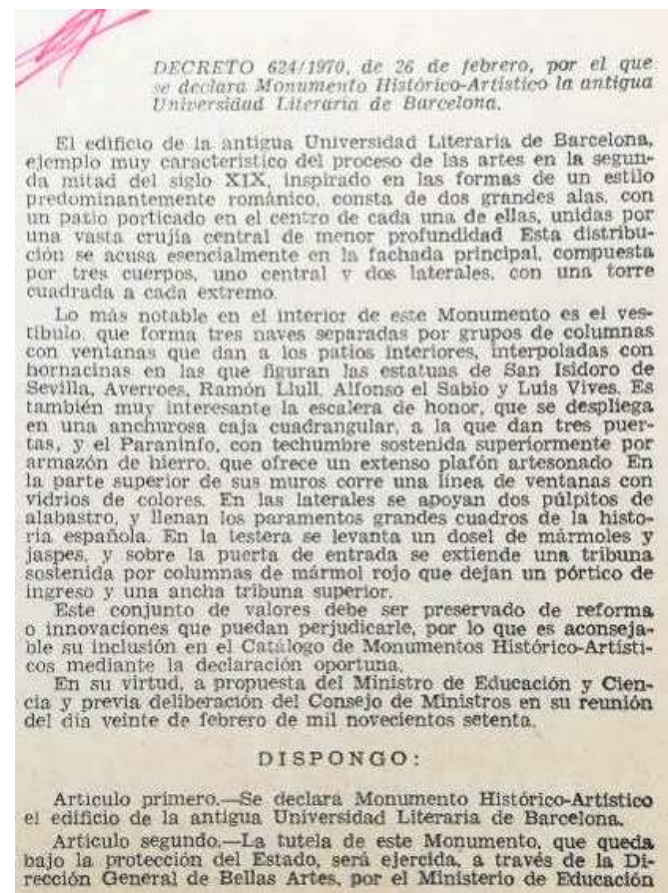 DECRETO 624/1970, de 26 de febrero, por el que
se declara Monumento Histórico-Artístico la antigua
Universidad Literaria de Barcelona.
El edificio de la antigua Universidad Literaria de Barcelona,
ejemplo muy característico del proceso de las artes en la segun-
da mitad del siglo XIX, inspirado en las formas de un estilo
predominantemente románico, consta de dos grandes alas, con
un patio porticado en el centro de cada una de ellas, unidas por
una vasta crujía central de menor profundidad Esta distribu-
ción se acusa esencialmente en la fachada principal, compuesta
por tres cuerpos, uno central y dos laterales, con una torre
cuadrada a cada extremo.
Lo más notable en el interior de este Monumento es el ves-
tíbulo, que forma tres naves separadas por grupos de columnas
con ventanas que dan a los patios interiores, interpoladas con
hornacinas en las que figuran las estatuas de San Isidoro de
Sevilla, Averroes, Ramón Llull, Alfonso el Sabio y Luis Vives. Es
también muy interesante la escalera de honor, que se despliega
en una anchurosa caja cuadrangular, a la que dan tres puer-
tas, y el Paraninfo, con techumbre sostenida superiormente por
armazón de hierro, que ofrece un extenso plafón artesonado En
la parte superior de sus muros corre una línea de ventanas con
vidrios de colores. En las laterales se apoyan dos púlpitos de
alabastro, y llenan los paramentos grandes cuadros de la histo-
ria española. En la testera se levanta un dosel de mármoles y
jaspes, y sobre la puerta de entrada se extiende una tribuna
sostenida por columnas de mármol rojo que dejan un pórtico de
ingreso y una ancha tribuna superior.
Este conjunto de valores debe ser preservado de reforma
o innovaciones que puedan perjudicarle, por lo que es aconseja-
ble su inclusión en el Catálogo de Monumentos Histórico-Artísti-
cos mediante la declaración oportuna.
En su virtud, a propuesta del Ministro de Educación y Cien-
cia y previa deliberación del Consejo de Ministros en su reunión
del día veinte de febrero de mil novecientos setenta,
DISPONGO:
Artículo primero.—Se declara Monumento Histórico-Artístico
el edificio de la antigua Universidad Literaria de Barcelona.
Artículo segundo.—La tutela de este Monumento, que queda
bajo la protección del Estado, será ejercida, a través de la Di-
rección General de Bellas Artes, por el Ministerio de Educación